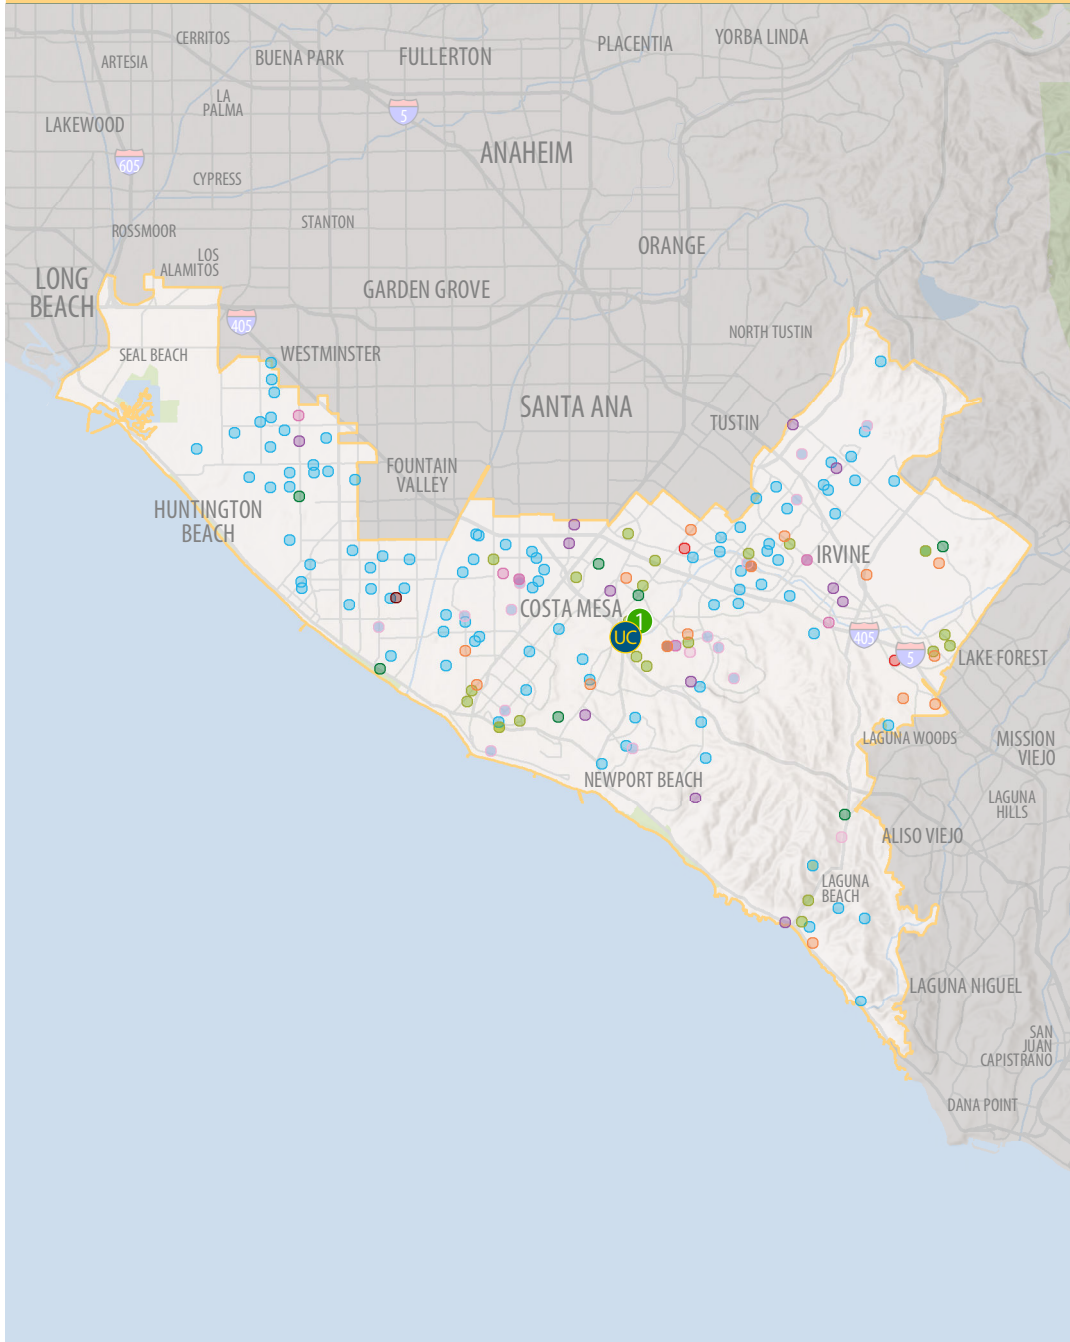 CERRITOS
ARTESIA
BUENA PARK
FULLERTON
PLACENTIA
YORBA LINDA
LA
PALMA
LAKEWOOD
5
605
ANAHEIM
CYPRESS
ROSSMOOR
STANTON
ORANGE
LOS
ALAMITOS
LONG
BEACH
GARDEN GROVE
405
NORTH TUSTIN
SEAL BEACH
WESTMINSTER
SANTA ANA
TUSTIN
FOUNTAIN
VALLEY
HUNTINGTON
BEACH
IRVINE
COSTA MESA
1
UC
405
5
LAKE FOREST
LAGUNA WOODS
MISSION
VIEJO
NEWPORT BEACH
LAGUNA
HILLS
ALISO VIEJO
LAGUNA
BEACH
LAGUNA NIGUEL
SAN
JUAN
CAPISTRANO
DANA POINT